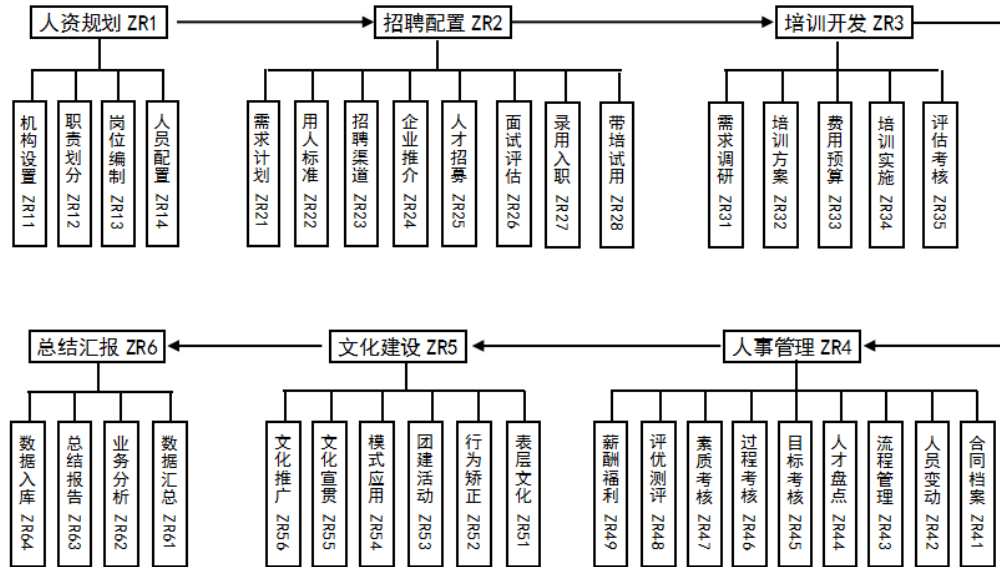 人资规划 ZR1
招聘配置 ZR2
培训开发 ZR3
机构设置 ZR11
职责划分 ZR12
岗位编制 ZR13
人员配置 ZR14
需求计划 ZR21
用人标准 ZR22
招聘渠道 ZR23
企业推介 ZR24
人才招募 ZR25
面试评估 ZR26
录用入职 ZR27
带培试用 ZR28
需求调研 ZR31
培训方案 ZR32
费用预算 ZR33
培训实施 ZR34
评估考核 ZR35
总结汇报 ZR6
文化建设 ZR5
人事管理 ZR4
数据入库 ZR64
总结报告 ZR63
业务分析 ZR62
数据汇总 ZR61
文化推广 ZR56
文化宣贯 ZR55
模式应用 ZR54
团建活动 ZR53
行为矫正 ZR52
表层文化 ZR51
薪酬福利 ZR49
评优测评 ZR48
素质考核 ZR47
过程考核 ZR46
目标考核 ZR45
人才盘点 ZR44
流程管理 ZR43
人员变动 ZR42
合同档案 ZR41